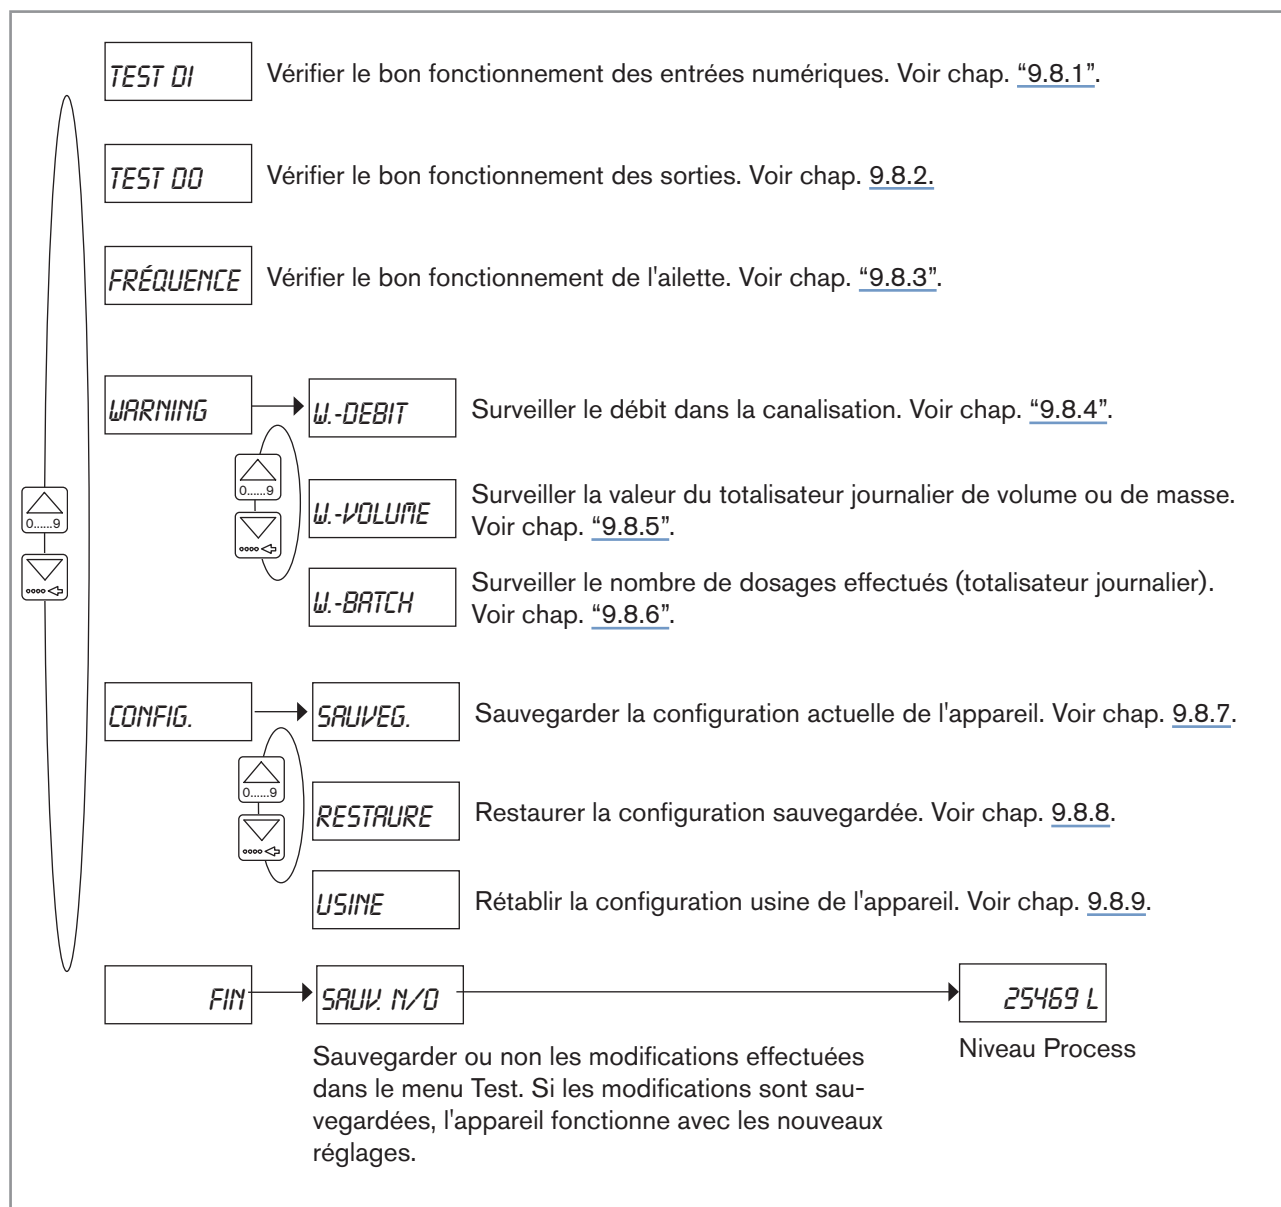 TEST DI
Vérifier le bon fonctionnement des entrées numériques. Voir chap. “9.8.1”.
TEST DO
Vérifier le bon fonctionnement des sorties. Voir chap. 9.8.2.
FRÉQUENCE
Vérifier le bon fonctionnement de l'ailette. Voir chap. “9.8.3”.
WARNING
W.-DEBIT
Surveiller le débit dans la canalisation. Voir chap. “9.8.4”.
0......9
W.-VOLUME
Surveiller la valeur du totalisateur journalier de volume ou de masse.
Voir chap. “9.8.5”.
0......9
W.-BATCH
Surveiller le nombre de dosages effectués (totalisateur journalier).
Voir chap. “9.8.6”.
CONFIG.
SAUVEG.
Sauvegarder la configuration actuelle de l'appareil. Voir chap. 9.8.7.
0......9
RESTAURE
Restaurer la configuration sauvegardée. Voir chap. 9.8.8.
USINE
Rétablir la configuration usine de l'appareil. Voir chap. 9.8.9.
FIN
SAUV. N/O
25469 L
Niveau Process
Sauvegarder ou non les modifications effectuées
dans le menu Test. Si les modifications sont sau-
vegardées, l'appareil fonctionne avec les nouveaux
réglages.